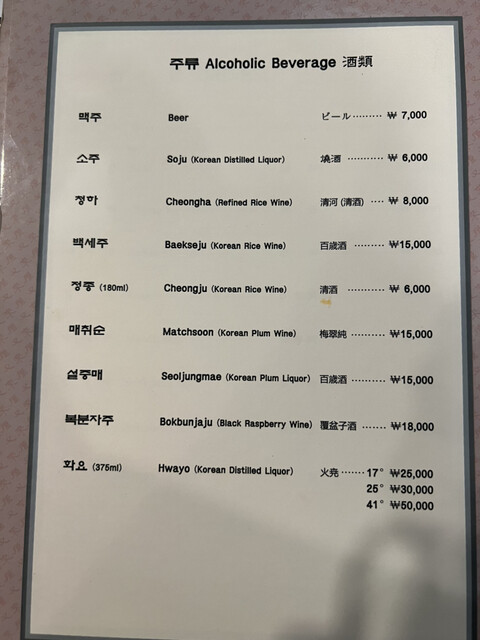 주류 Alcoholic Beverage 酒類
맥주 Beer ビール ········· ₩ 7,000
소주 Soju (Korean Distilled Liquor) 燒酒 ··········· ₩ 6,000
청하 Cheongha (Refined Rice Wine) 清河 (清酒) ···· ₩ 8,000
백세주 Baekseju (Korean Rice Wine) 百歳酒 ········· ₩15,000
정종 (180ml) Cheongju (Korean Rice Wine) 清酒 ··········· ₩ 6,000
매취순 Matchsoon (Korean Plum Wine) 梅翠純 ·········· ₩15,000
설중매 Seoljungmae (Korean Plum Liquor) 百歳酒 ·········· ₩15,000
복분자주 Bokbunjaju (Black Raspberry Wine) 覆盆子酒 ······· ₩18,000
화요 (375ml) Hwayo (Korean Distilled Liquor) 火尭 ······· 17° ₩25,000
25° ₩30,000
41° ₩50,000